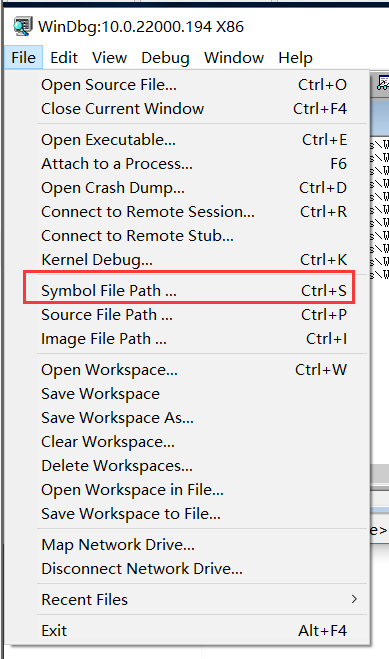 WinDbg:10.0.22000.194 X86
File Edit View Debug Window Help
Open Source File... Ctrl+O
Close Current Window Ctrl+F4
Open Executable... Ctrl+E
Attach to a Process... F6
Open Crash Dump... Ctrl+D
Connect to Remote Session... Ctrl+R
Connect to Remote Stub...
Kernel Debug... Ctrl+K
Symbol File Path ... Ctrl+S
Source File Path ... Ctrl+P
Image File Path ... Ctrl+I
Open Workspace... Ctrl+W
Save Workspace
Save Workspace As...
Clear Workspace...
Delete Workspaces...
Open Workspace in File...
Save Workspace to File...
Map Network Drive...
Disconnect Network Drive...
Recent Files
Exit Alt+F4